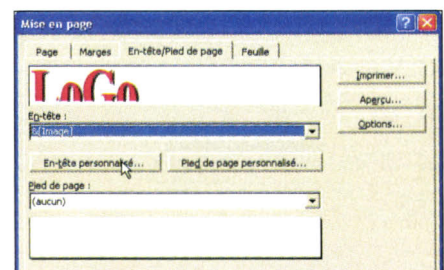 Mise en page
Page Marges En-tête/Pied de page Feuille
LoGo
Imprimer...
Aperçu...
Options...
En-tête :
&[Image]
En-tête personnalisé... Pied de page personnalisé...
Pied de page :
(aucun)